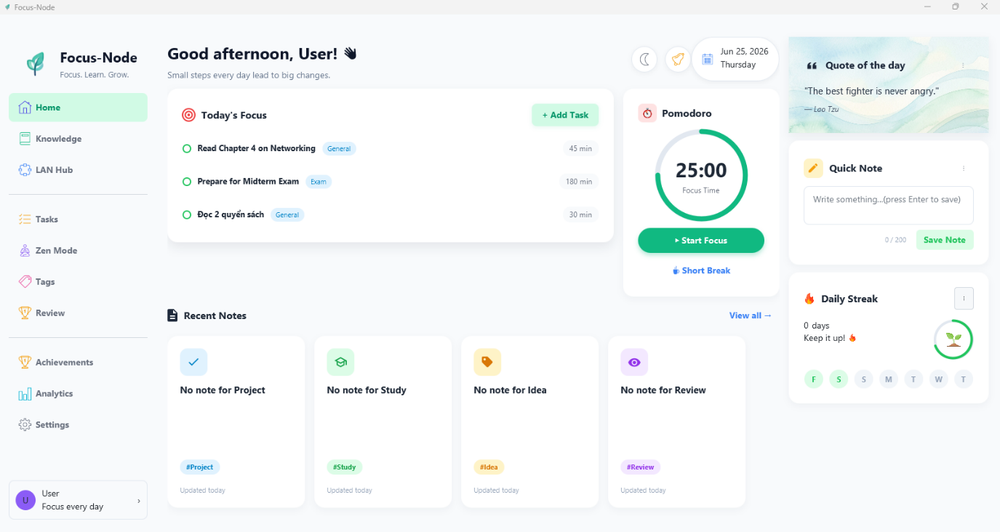 Focus-Node
Focus-Node
Focus. Learn. Grow.
Home
Knowledge
LAN Hub
Tasks
Zen Mode
Tags
Review
Achievements
Analytics
Settings
U
User
Focus every day
Good afternoon, User!
Small steps every day lead to big changes.
Jun 25, 2026
Thursday
Today's Focus
+ Add Task
Read Chapter 4 on Networking General 45 min
Prepare for Midterm Exam Exam 180 min
Đọc 2 quyển sách General 30 min
Pomodoro
25:00
Focus Time
Start Focus
Short Break
Recent Notes
View all →
No note for Project
#Project
Updated today
No note for Study
#Study
Updated today
No note for Idea
#Idea
Updated today
No note for Review
#Review
Updated today
Quote of the day
"The best fighter is never angry."
— Lao Tzu
Quick Note
Write something...(press Enter to save)
0 / 200
Save Note
Daily Streak
0 days
Keep it up!
F S S M T W T